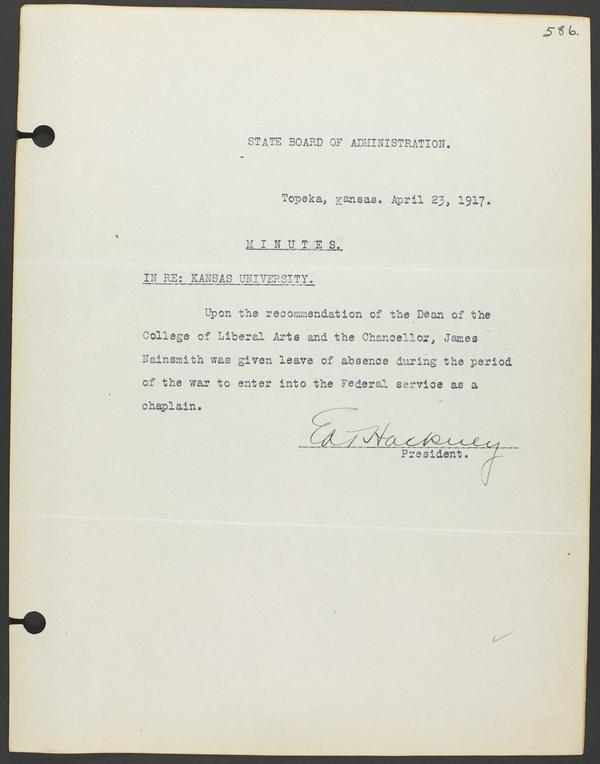 586.
STATE BOARD OF ADMINISTRATION.
Topeka, Kansas. April 23, 1917.
M I N U T E S.
IN RE: KANSAS UNIVERSITY.
Upon the recommendation of the Dean of the
College of Liberal Arts and the Chancellor, James
Nainsmith was given leave of absence during the period
of the war to enter into the Federal service as a
chaplain.
Ed T Hackney
President.